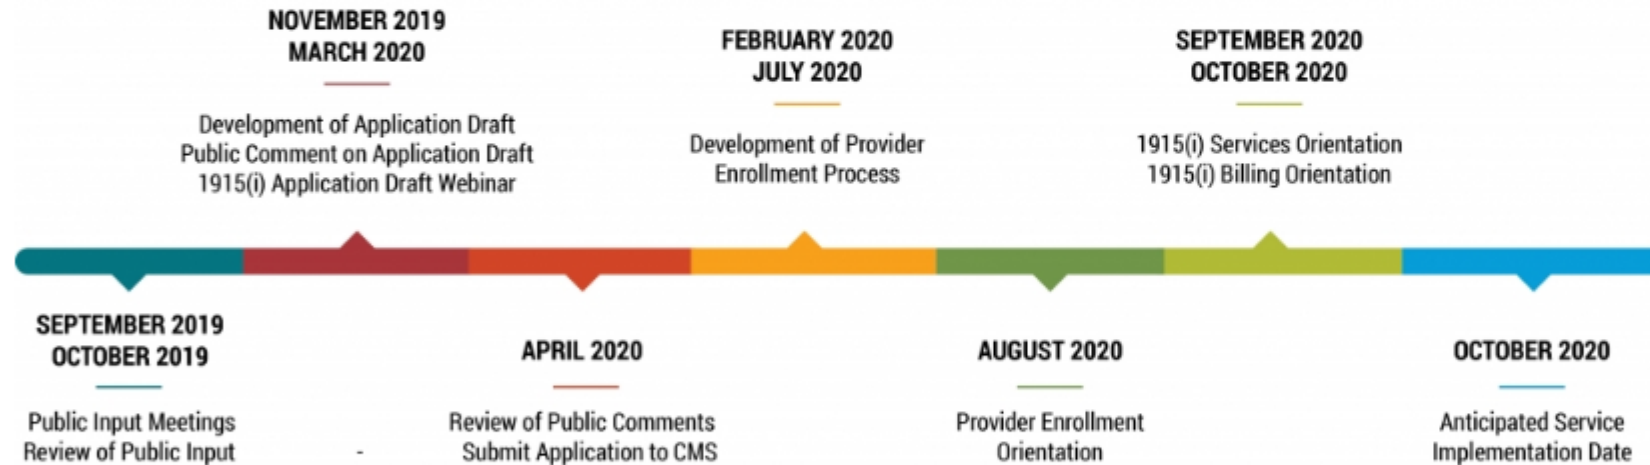 NOVEMBER 2019
MARCH 2020
Development of Application Draft
Public Comment on Application Draft
1915(i) Application Draft Webinar
FEBRUARY 2020
JULY 2020
Development of Provider
Enrollment Process
SEPTEMBER 2020
OCTOBER 2020
1915(i) Services Orientation
1915(i) Billing Orientation
SEPTEMBER 2019
OCTOBER 2019
Public Input Meetings
Review of Public Input
-
APRIL 2020
Review of Public Comments
Submit Application to CMS
AUGUST 2020
Provider Enrollment
Orientation
OCTOBER 2020
Anticipated Service
Implementation Date